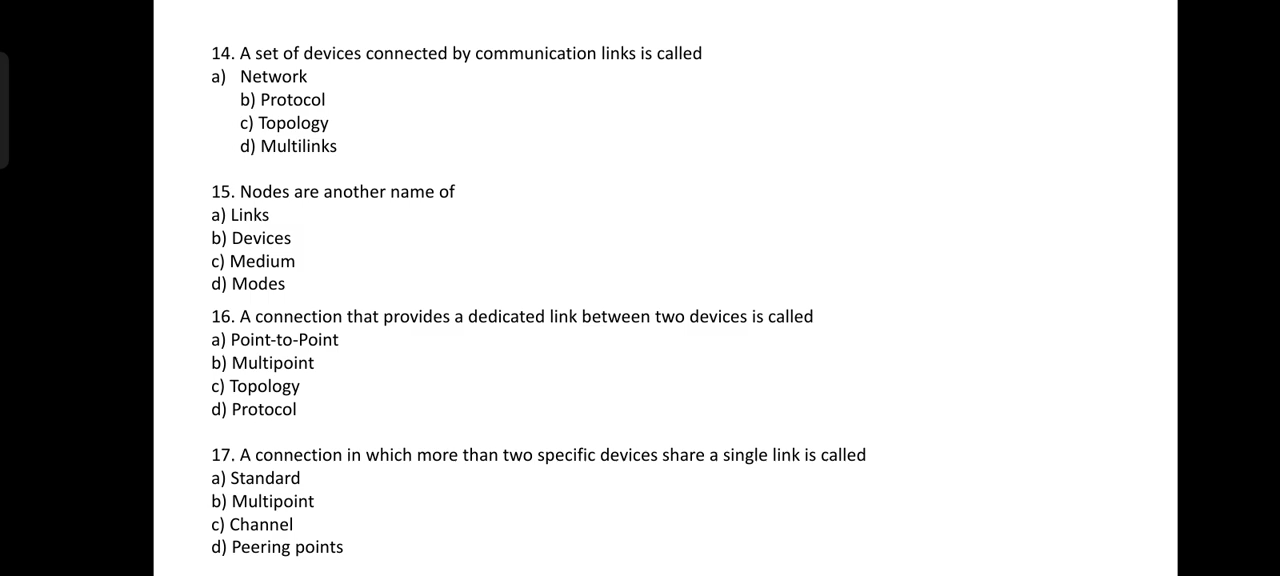 14. A set of devices connected by communication links is called
a) Network
b) Protocol
c) Topology
d) Multilinks
15. Nodes are another name of
a) Links
b) Devices
c) Medium
d) Modes
16. A connection that provides a dedicated link between two devices is called
a) Point-to-Point
b) Multipoint
c) Topology
d) Protocol
17. A connection in which more than two specific devices share a single link is called
a) Standard
b) Multipoint
c) Channel
d) Peering points